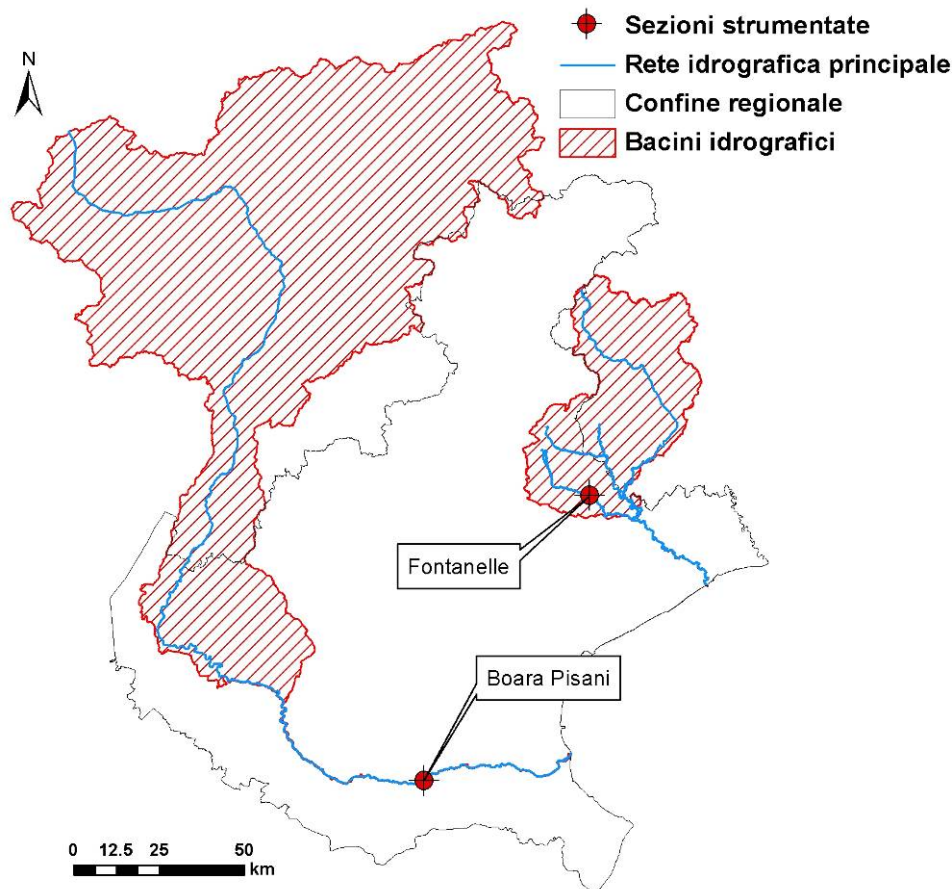 Sezioni strumentate
Rete idrografica principale
Confine regionale
Bacini idrografici
N
Fontanelle
Boara Pisani
0 12.5 25 50
km